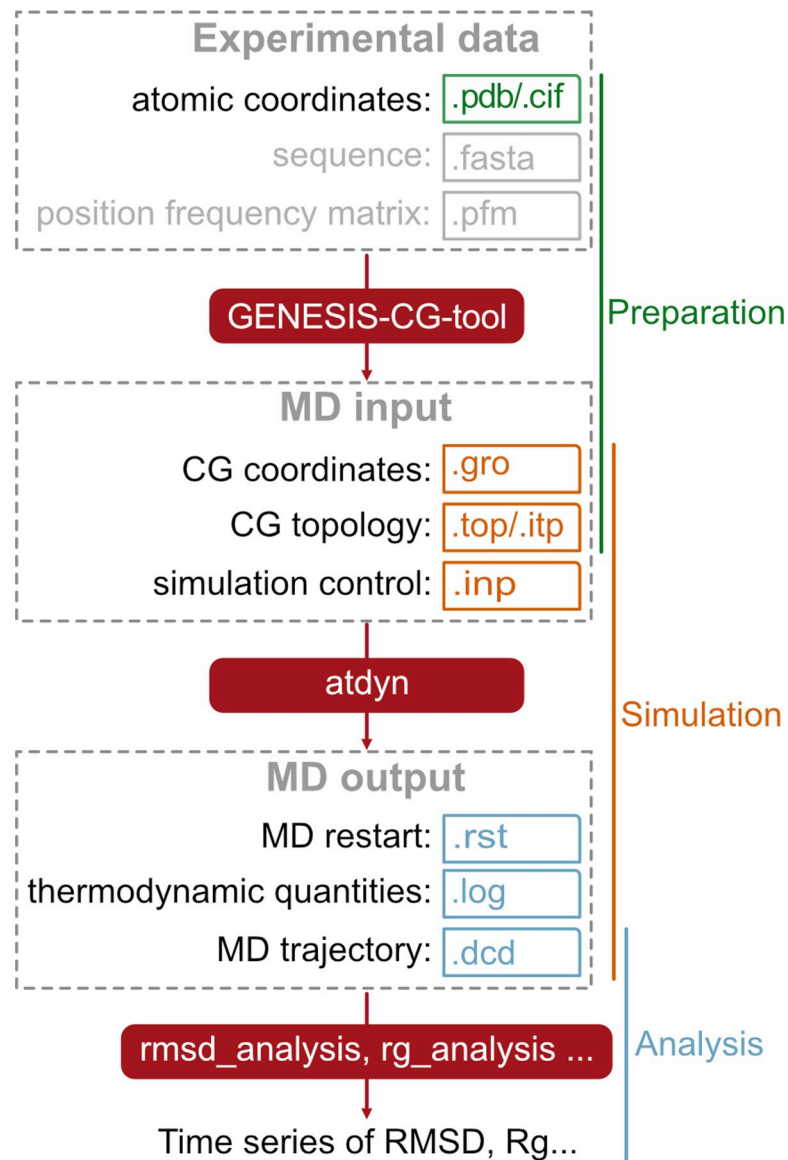 Experimental data
atomic coordinates: .pdb/.cif
sequence: .fasta
position frequency matrix: .pfm
GENESIS-CG-tool
Preparation
MD input
CG coordinates: .gro
CG topology: .top/.itp
simulation control: .inp
atdyn
Simulation
MD output
MD restart: .rst
thermodynamic quantities: .log
MD trajectory: .dcd
rmsd_analysis, rg_analysis ...
Analysis
Time series of RMSD, Rg...